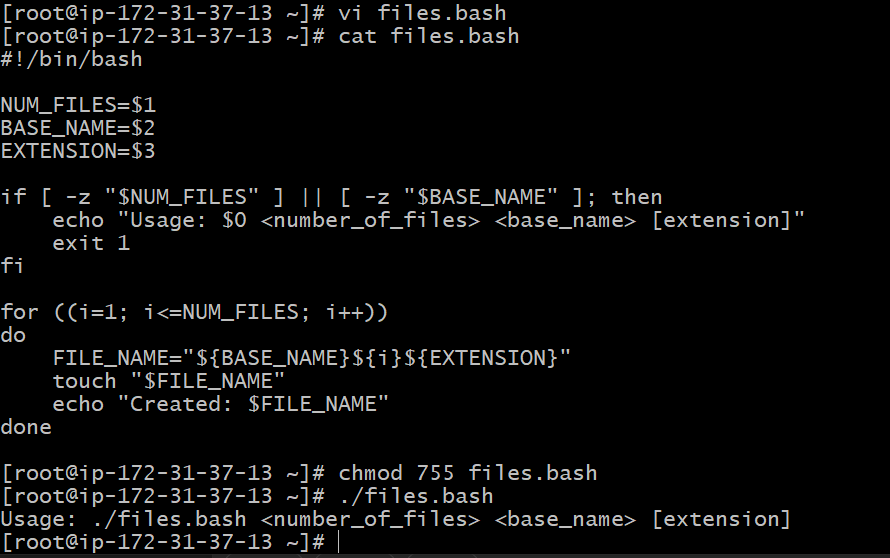 [root@ip-172-31-37-13 ~]# vi files.bash
[root@ip-172-31-37-13 ~]# cat files.bash
#!/bin/bash

NUM_FILES=$1
BASE_NAME=$2
EXTENSION=$3

if [ -z "$NUM_FILES" ] || [ -z "$BASE_NAME" ]; then
    echo "Usage: $0 <number_of_files> <base_name> [extension]"
    exit 1
fi

for ((i=1; i<=NUM_FILES; i++))
do
    FILE_NAME="${BASE_NAME}${i}${EXTENSION}"
    touch "$FILE_NAME"
    echo "Created: $FILE_NAME"
done

[root@ip-172-31-37-13 ~]# chmod 755 files.bash
[root@ip-172-31-37-13 ~]# ./files.bash
Usage: ./files.bash <number_of_files> <base_name> [extension]
[root@ip-172-31-37-13 ~]#